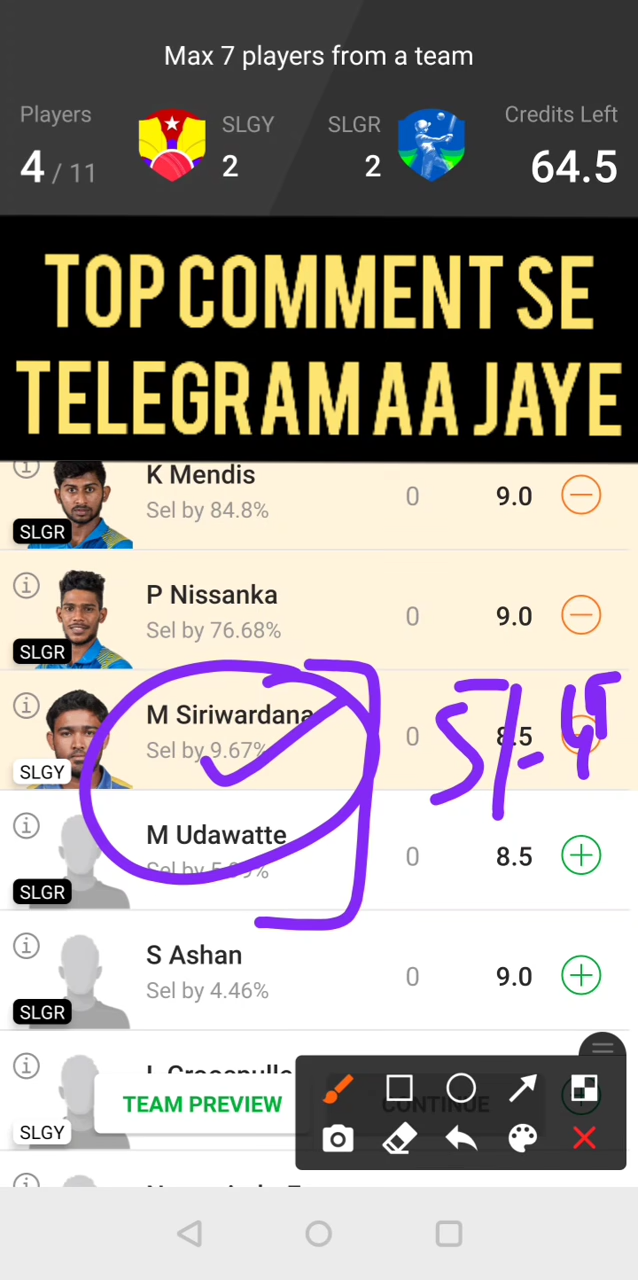 Max 7 players from a team
Players SLGY SLGR Credits Left
4 / 11 2 2 64.5
TOP COMMENT SE
TELEGRAM AA JAYE
K Mendis
Sel by 84.8% 0 9.0
SLGR
P Nissanka
Sel by 76.68% 0 9.0
SLGR
M Siriwardana
Sel by 9.67% 0 8.5
SLGY
M Udawatte
Sel by 0 8.5
SLGR
S Ashan
Sel by 4.46% 0 9.0
SLGR
TEAM PREVIEW CONTINUE
SLGY